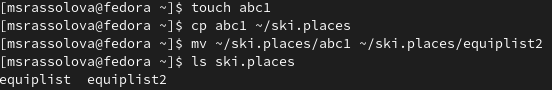 [msrassolova@fedora ~]$ touch abc1
[msrassolova@fedora ~]$ cp abc1 ~/ski.places
[msrassolova@fedora ~]$ mv ~/ski.places/abc1 ~/ski.places/equiplist2
[msrassolova@fedora ~]$ ls ski.places
equiplist  equiplist2